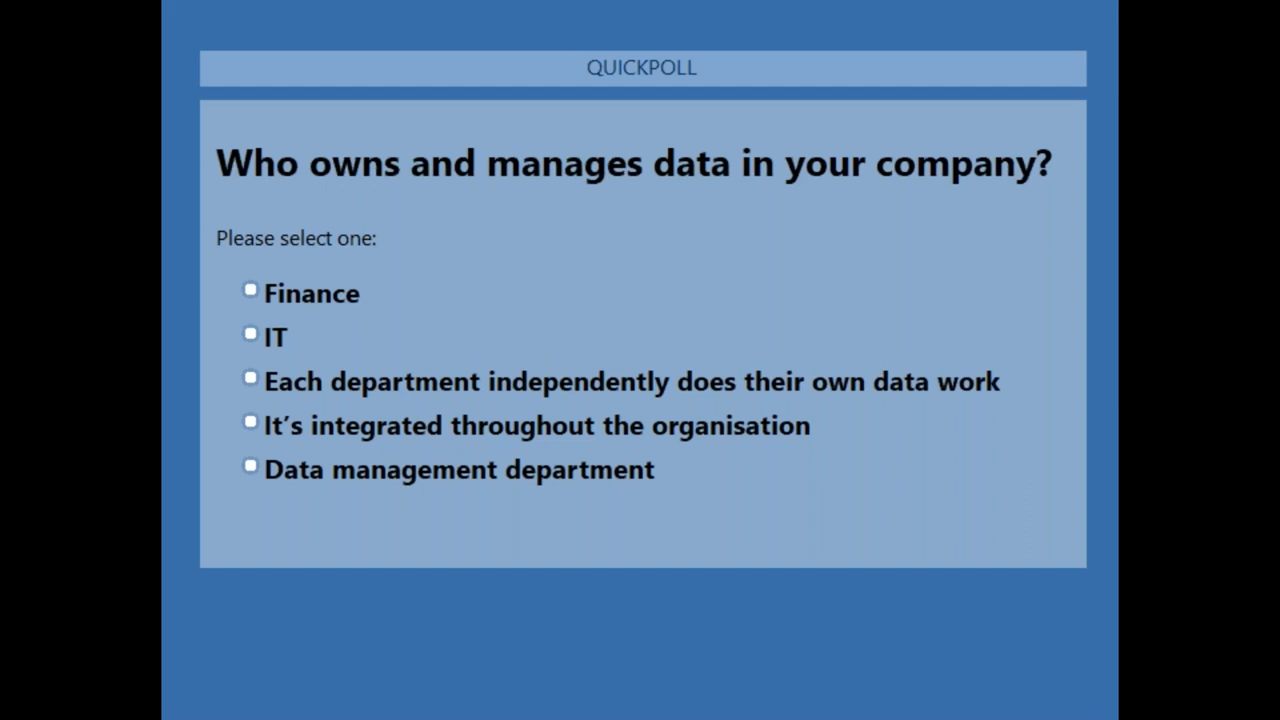 QUICKPOLL
Who owns and manages data in your company?
Please select one:
Finance
IT
Each department independently does their own data work
It’s integrated throughout the organisation
Data management department